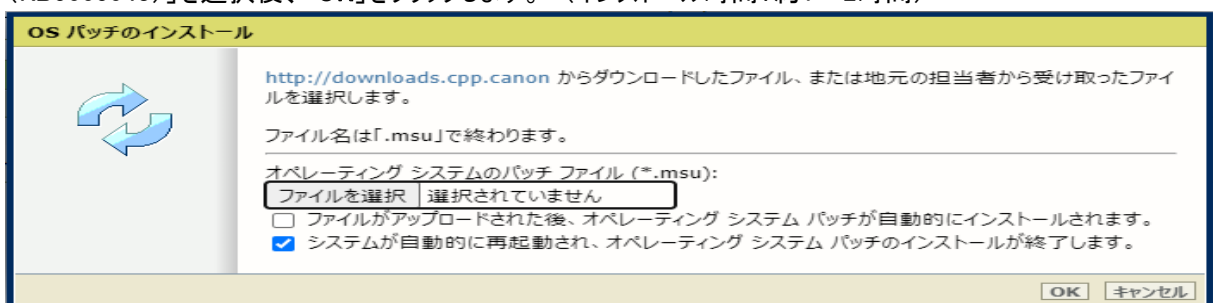 OS パッチのインストール
http://downloads.cpp.canon からダウンロードしたファイル、または地元の担当者から受け取ったファイ
ルを選択します。
ファイル名は「.msu」で終わります。
オペレーティング システムのパッチ ファイル (*.msu):
ファイルを選択 選択されていません
ファイルがアップロードされた後、オペレーティング システム パッチが自動的にインストールされます。
システムが自動的に再起動され、オペレーティング システム パッチのインストールが終了します。
OK キャンセル